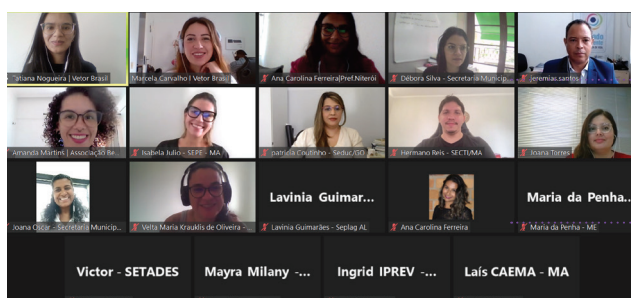 Tatiana Nogueira | Vetor Brasil
Marcela Carvalho | Vetor Brasil
Ana Carolina Ferreira|Pref.Niterói
Débora Silva - Secretaria Municip...
Jeremias.santos
Amanda Martins | Associação Be...
Isabela Julio - SEPE - MA
patricia Coutinho - Seduc/GO
Hermano Reis - SECTI/MA
Joana Torres
Joana Oscar - Secretaria Municip...
Velta Maria Krauklis de Oliveira - ...
Lavinia Guimar...
Lavinia Guimarães - Seplag AL
Ana Carolina Ferreira
Maria da Penha...
Maria da Penha - ME
Victor - SETADES
Mayra Milany -...
Ingrid IPREV -...
Laís CAEMA - MA